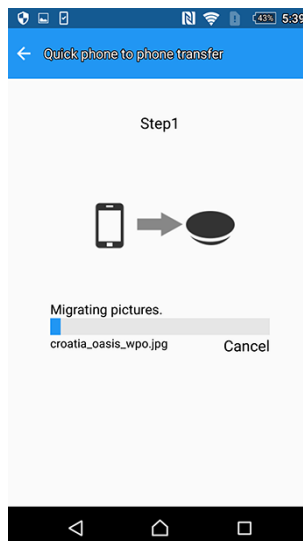 43% 5:39
Quick phone to phone transfer
Step1
Migrating pictures.
croatia_oasis_wpo.jpg
Cancel